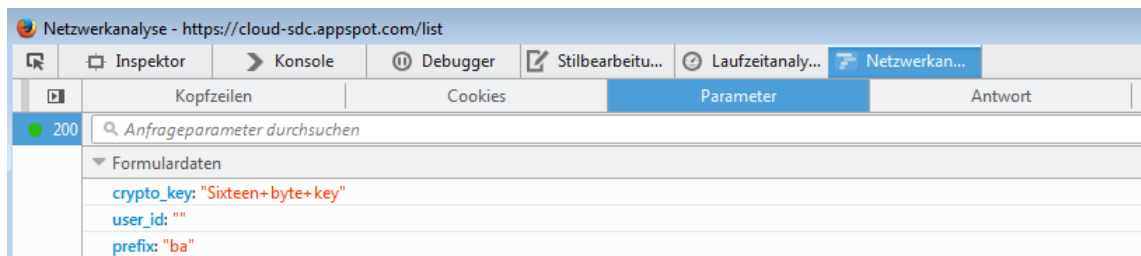 Netzwerkanalyse - https://cloud-sdc.appspot.com/list
Inspektor Konsole Debugger Stilbearbeitu... Laufzeitanaly... Netzwerkan...
Kopfzeilen Cookies Parameter Antwort
200 Anfrageparameter durchsuchen
Formulardaten
crypto_key: "Sixteen+byte+key"
user_id: ""
prefix: "ba"